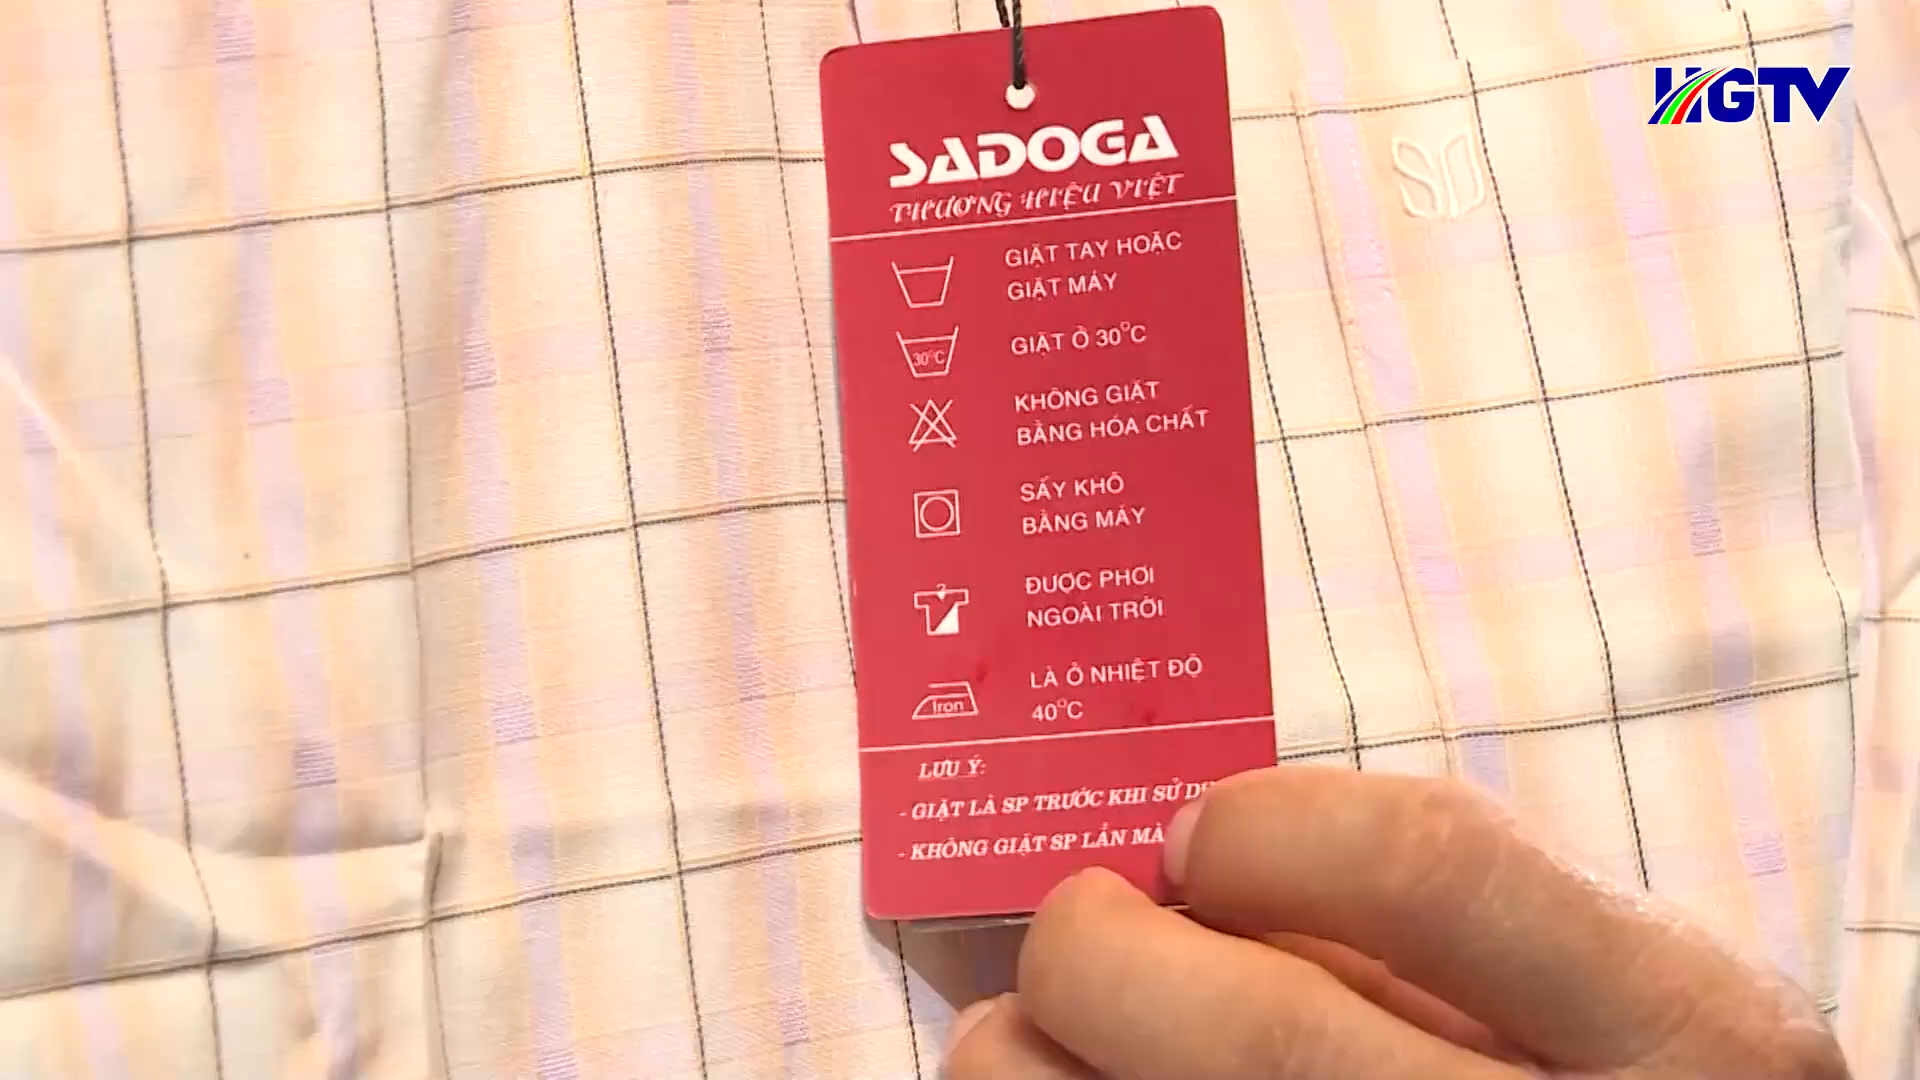 HGTV
SD
SADOGA
THƯƠNG HIỆU VIỆT
GIẶT TAY HOẶC
GIẶT MÁY
30°C
GIẶT Ở 30°C
KHÔNG GIẶT
BẰNG HÓA CHẤT
SẤY KHÔ
BẰNG MÁY
ĐƯỢC PHƠI
NGOÀI TRỜI
Iron
LÀ Ở NHIỆT ĐỘ
40°C
LƯU Ý:
- GIẶT LÀ SP TRƯỚC KHI SỬ
- KHÔNG GIẶT SP LẪN